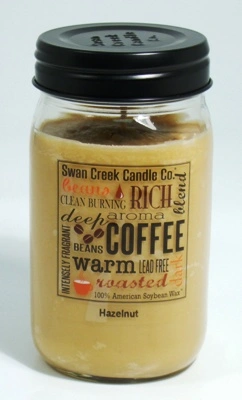 Swan Creek Candle Co.
beans
CLEAN BURNING
RICH
blend
deep
aroma
COFFEE
BEANS
INTENSELY FRAGRANT
warm
LEAD FREE
dark
roasted
100% American Soybean Wax
Hazelnut